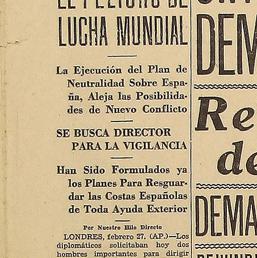 EL PELIGRO DE
LUCHA MUNDIAL
La Ejecución del Plan de
Neutralidad Sobre Espa-
ña, Aleja las Posibilida-
des de Nuevo Conflicto
SE BUSCA DIRECTOR
PARA LA VIGILANCIA
Han Sido Formulados ya
los Planes Para Resguar-
dar las Costas Españolas
de Toda Ayuda Exterior
Por Nuestro Hilo Directo
LONDRES, febrero 27. (AP.)—Los
diplomáticos solicitaban hoy dos
hombres importantes para dirigir
DEM
Re
de
DEMA